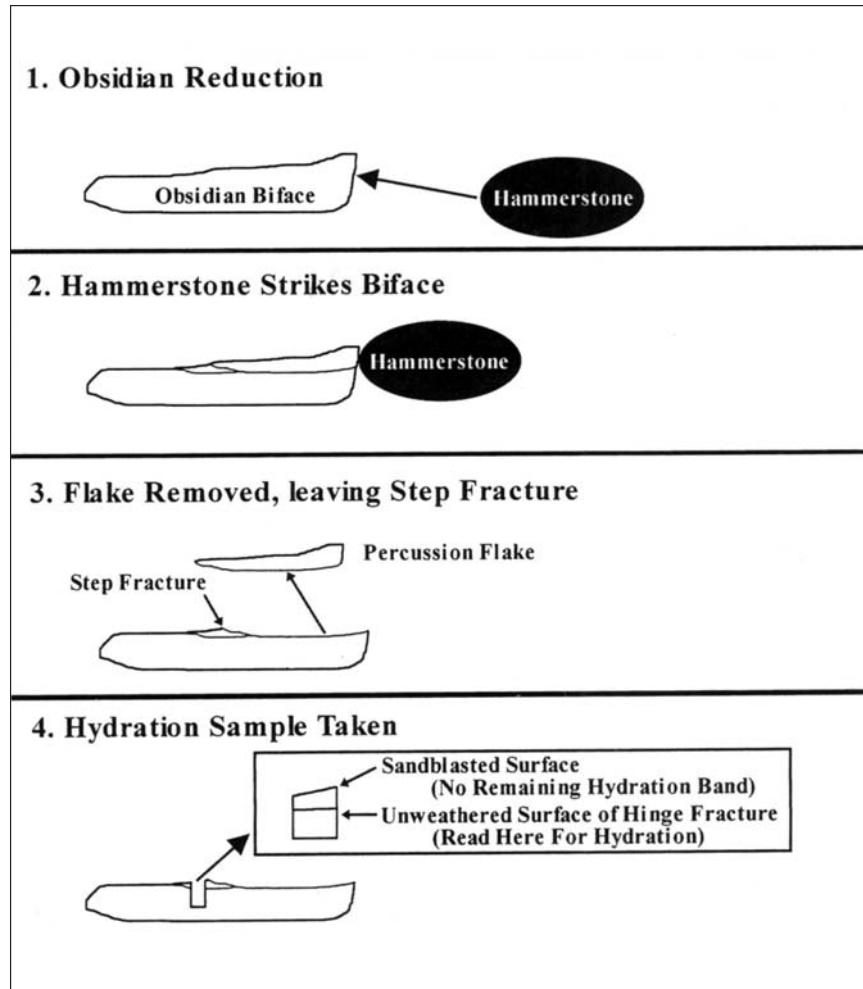 1. Obsidian Reduction
Obsidian Biface
Hammerstone
2. Hammerstone Strikes Biface
Hammerstone
3. Flake Removed, leaving Step Fracture
Percussion Flake
Step Fracture
4. Hydration Sample Taken
Sandblasted Surface
(No Remaining Hydration Band)
Unweathered Surface of Hinge Fracture
(Read Here For Hydration)